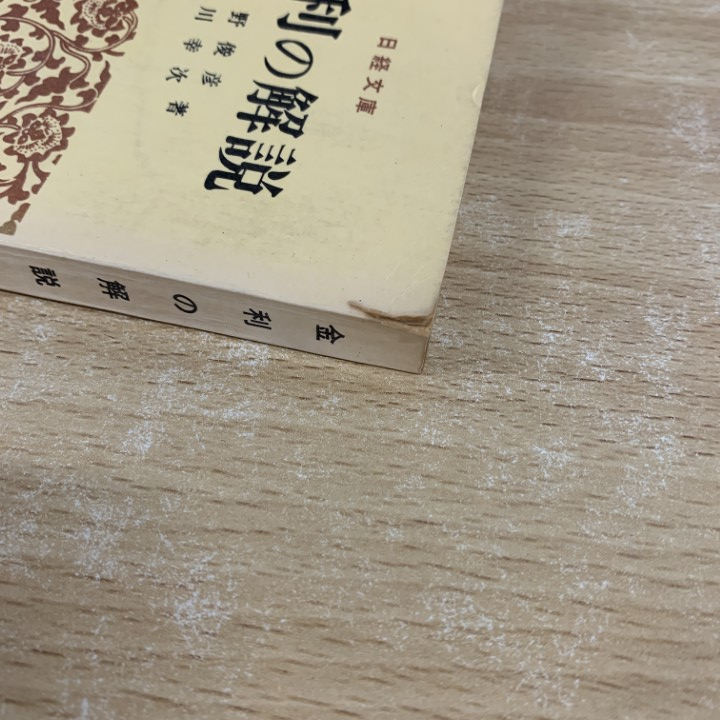 日経文庫
利の解説
野俊彦
川幸次 著
金利の解説